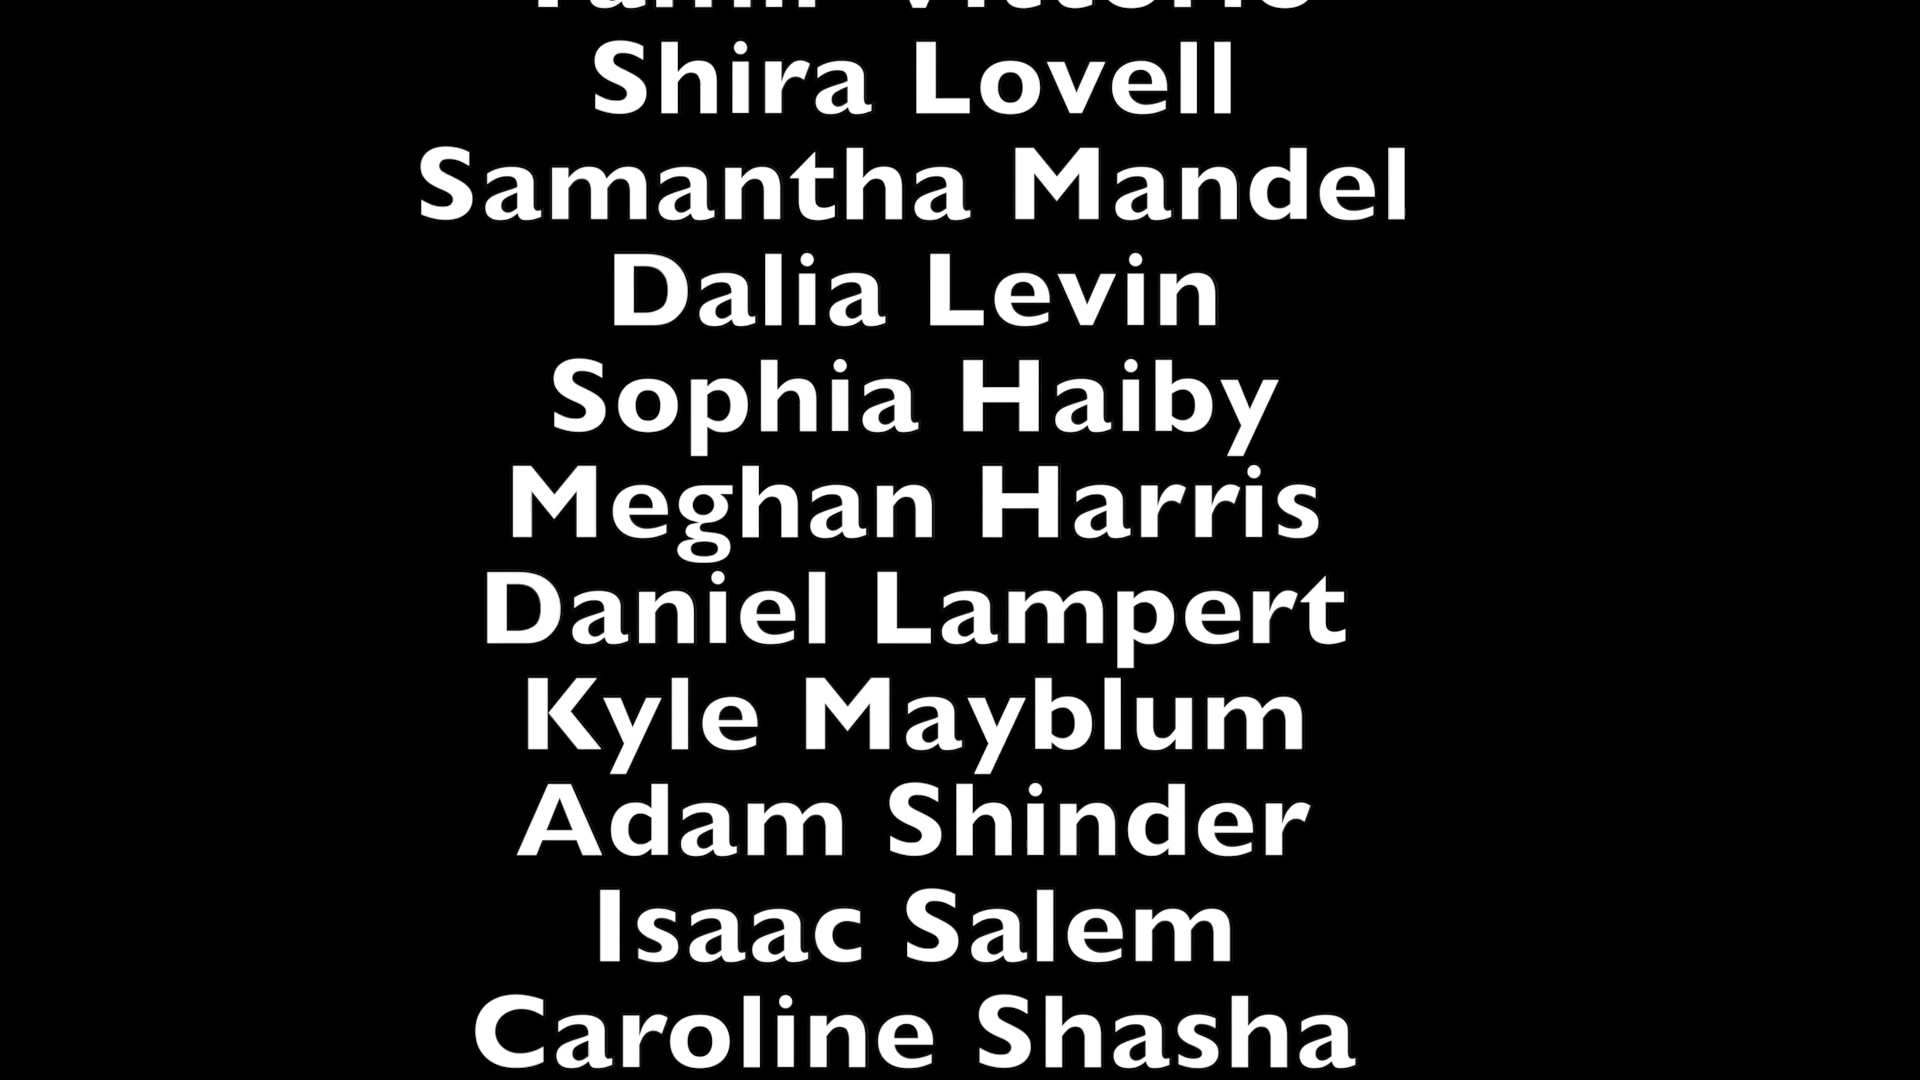 Shira Lovell
Samantha Mandel
Dalia Levin
Sophia Haiby
Meghan Harris
Daniel Lampert
Kyle Mayblum
Adam Shinder
Isaac Salem
Caroline Shasha